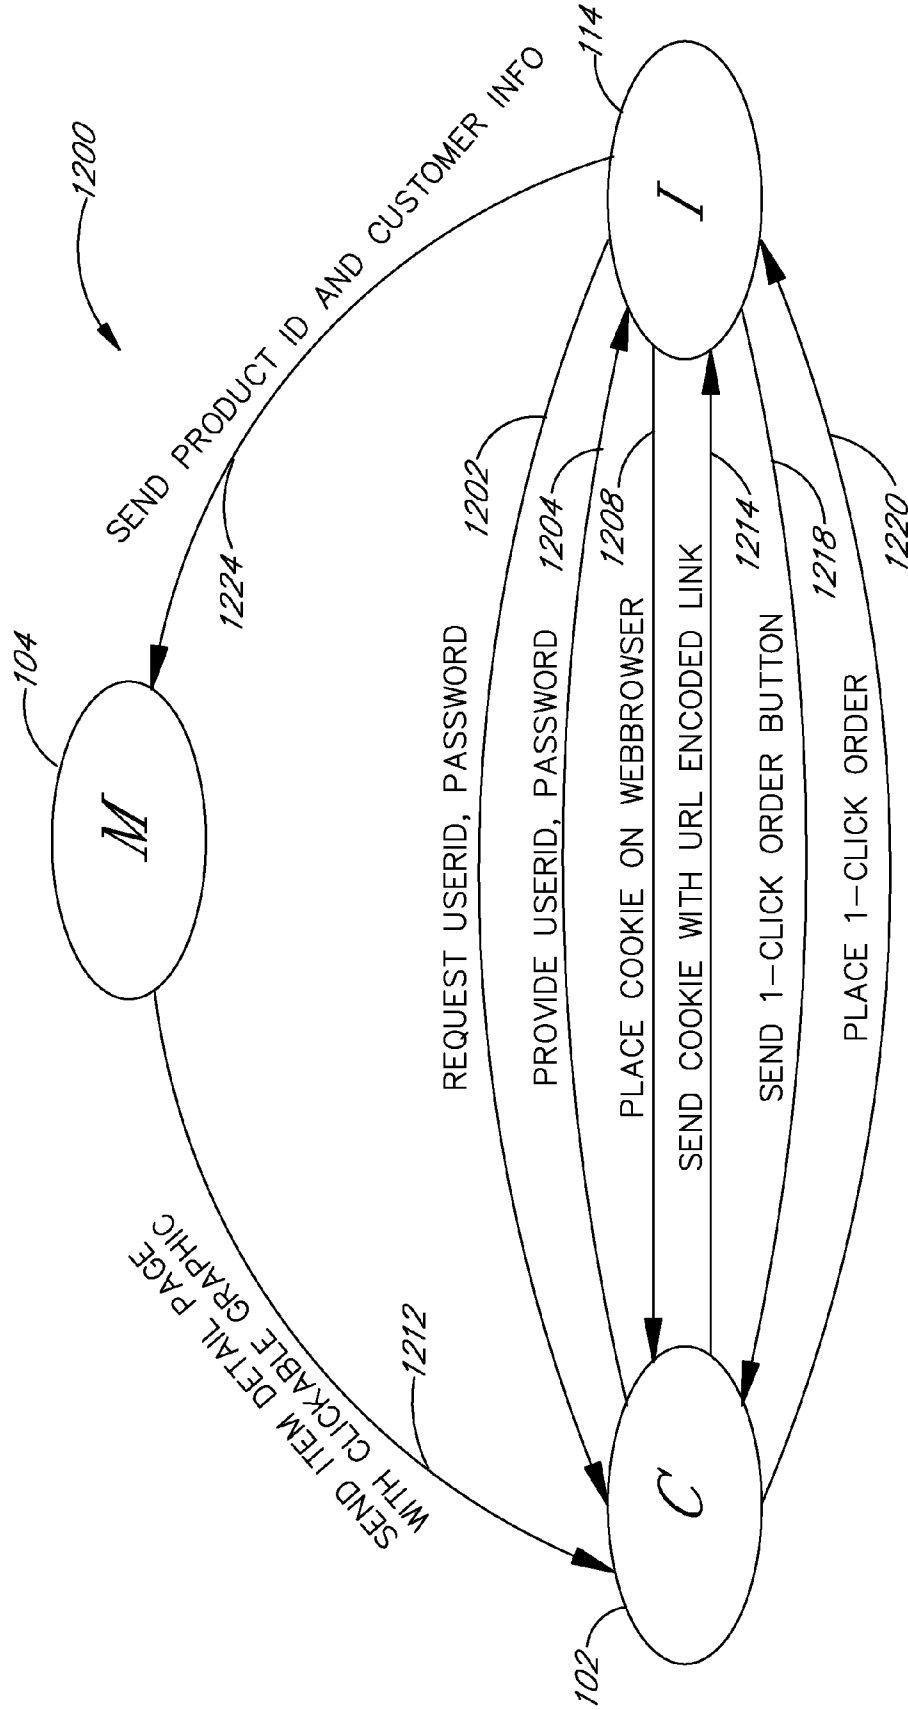 1200
104
M
SEND PRODUCT ID AND CUSTOMER INFO
1224
SEND ITEM DETAIL PAGE
WITH CLICKABLE GRAPHIC
1212
114
I
102
C
REQUEST USERID, PASSWORD
1202
PROVIDE USERID, PASSWORD
1204
PLACE COOKIE ON WEBBROWSER
1208
SEND COOKIE WITH URL ENCODED LINK
1214
SEND 1-CLICK ORDER BUTTON
1218
PLACE 1-CLICK ORDER
1220